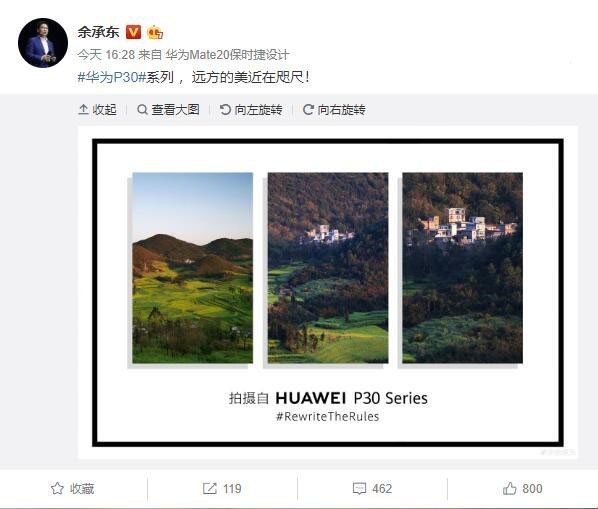 余承东
今天 16:28 来自 华为Mate20保时捷设计
#华为P30#系列 ，远方的美近在咫尺！
收起 查看大图 向左旋转 向右旋转
拍摄自 HUAWEI P30 Series
#RewriteTheRules
收藏 119 462 800